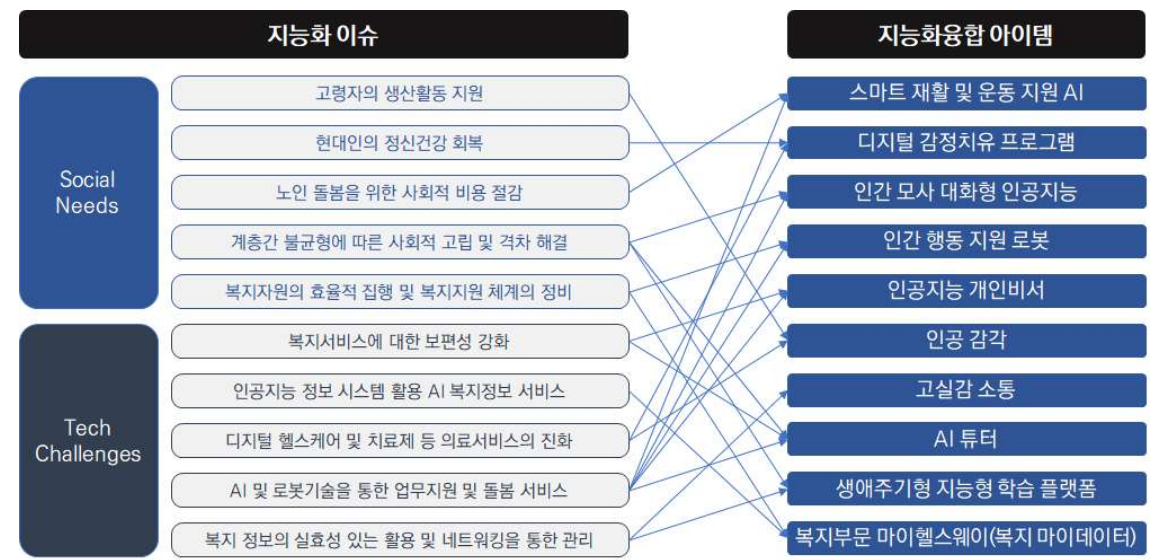 지능화 이슈
지능화융합 아이템
Social
Needs
고령자의 생산활동 지원
현대인의 정신건강 회복
노인 돌봄을 위한 사회적 비용 절감
계층간 불균형에 따른 사회적 고립 및 격차 해결
복지자원의 효율적 집행 및 복지지원 체계의 정비
Tech
Challenges
복지서비스에 대한 보편성 강화
인공지능 정보 시스템 활용 AI 복지정보 서비스
디지털 헬스케어 및 치료제 등 의료서비스의 진화
AI 및 로봇기술을 통한 업무지원 및 돌봄 서비스
복지 정보의 실효성 있는 활용 및 네트워킹을 통한 관리
스마트 재활 및 운동 지원 AI
디지털 감정치유 프로그램
인간 모사 대화형 인공지능
인간 행동 지원 로봇
인공지능 개인비서
인공 감각
고실감 소통
AI 튜터
생애주기형 지능형 학습 플랫폼
복지부문 마이헬스웨이(복지 마이데이터)